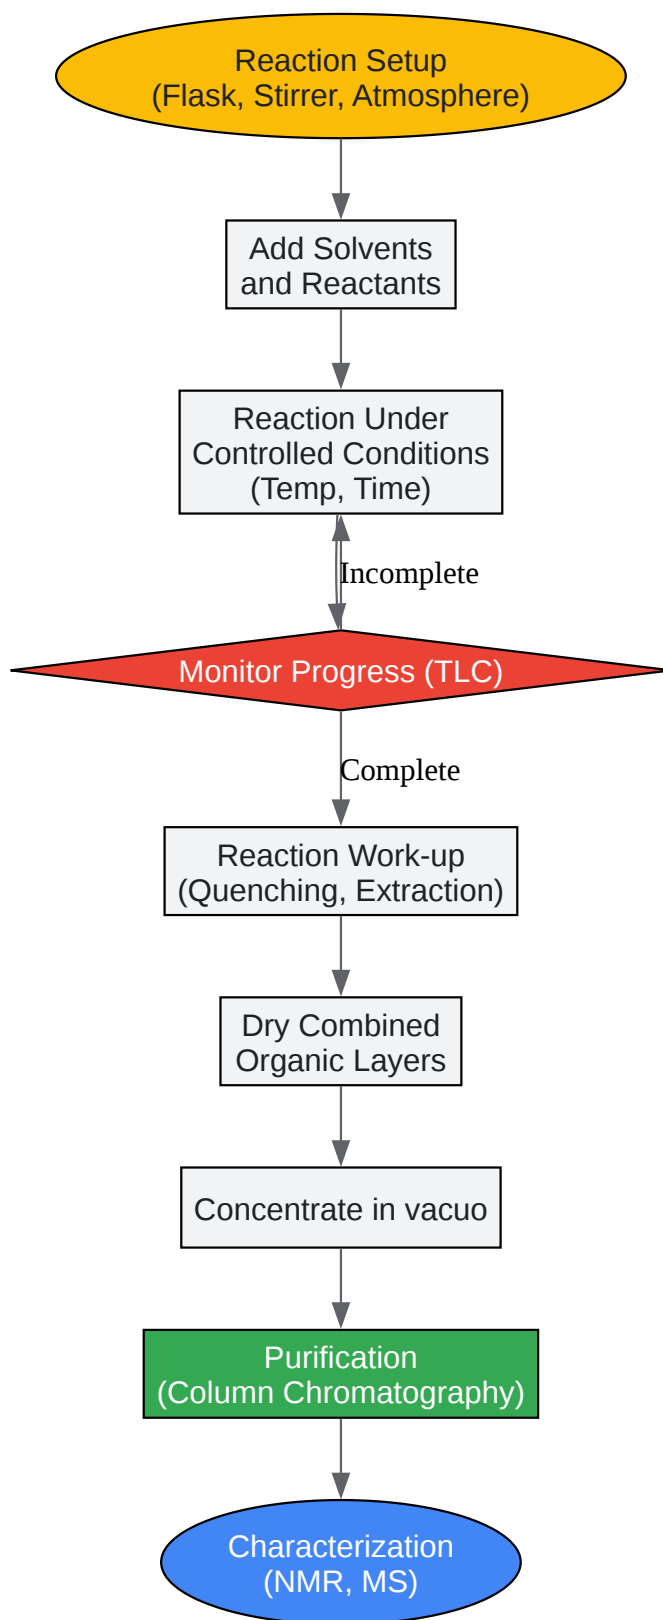 Reaction Setup
(Flask, Stirrer, Atmosphere)
Add Solvents
and Reactants
Reaction Under
Controlled Conditions
(Temp, Time)
Incomplete
Monitor Progress (TLC)
Complete
Reaction Work-up
(Quenching, Extraction)
Dry Combined
Organic Layers
Concentrate in vacuo
Purification
(Column Chromatography)
Characterization
(NMR, MS)